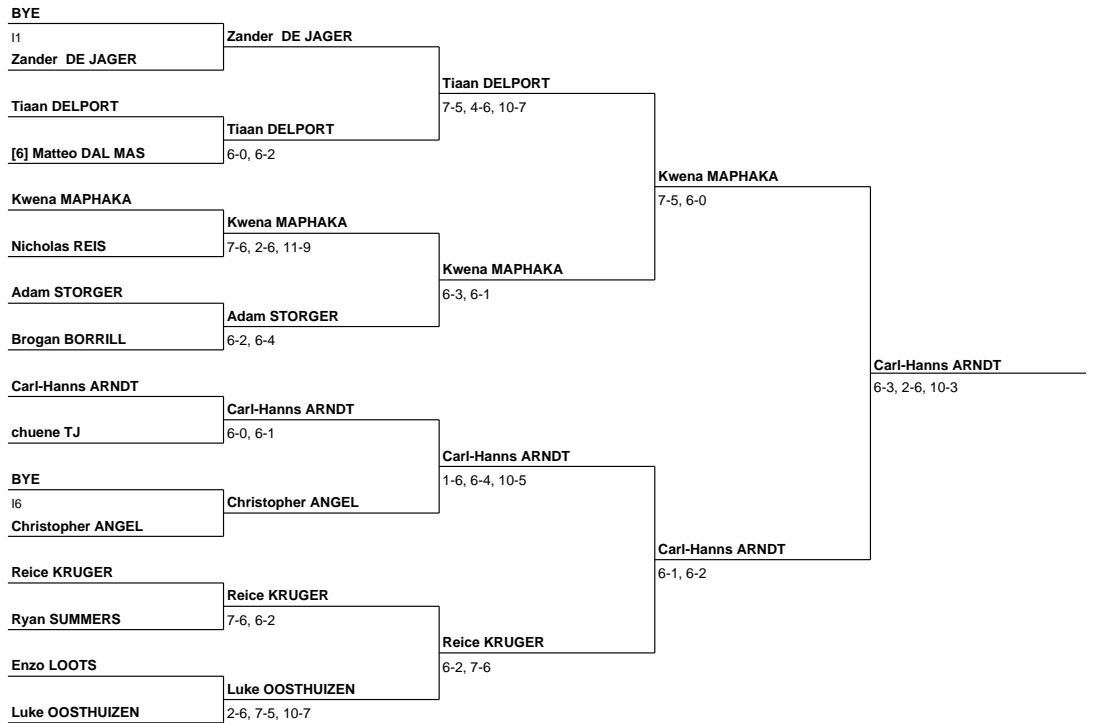 BYE
I1
Zander DE JAGER
Tiaan DELPORT
[6] Matteo DAL MAS
Kwena MAPHAKA
Nicholas REIS
Adam STORGER
Brogan BORRILL
Carl-Hanns ARNDT
chuene TJ
BYE
I6
Christopher ANGEL
Reice KRUGER
Ryan SUMMERS
Enzo LOOTS
Luke OOSTHUIZEN
Zander DE JAGER
Tiaan DELPORT
6-0, 6-2
Kwena MAPHAKA
7-6, 2-6, 11-9
Adam STORGER
6-2, 6-4
Carl-Hanns ARNDT
6-0, 6-1
Christopher ANGEL
Reice KRUGER
7-6, 6-2
Luke OOSTHUIZEN
2-6, 7-5, 10-7
Tiaan DELPORT
7-5, 4-6, 10-7
Kwena MAPHAKA
6-3, 6-1
Carl-Hanns ARNDT
1-6, 6-4, 10-5
Reice KRUGER
6-2, 7-6
Kwena MAPHAKA
7-5, 6-0
Carl-Hanns ARNDT
6-1, 6-2
Carl-Hanns ARNDT
6-3, 2-6, 10-3